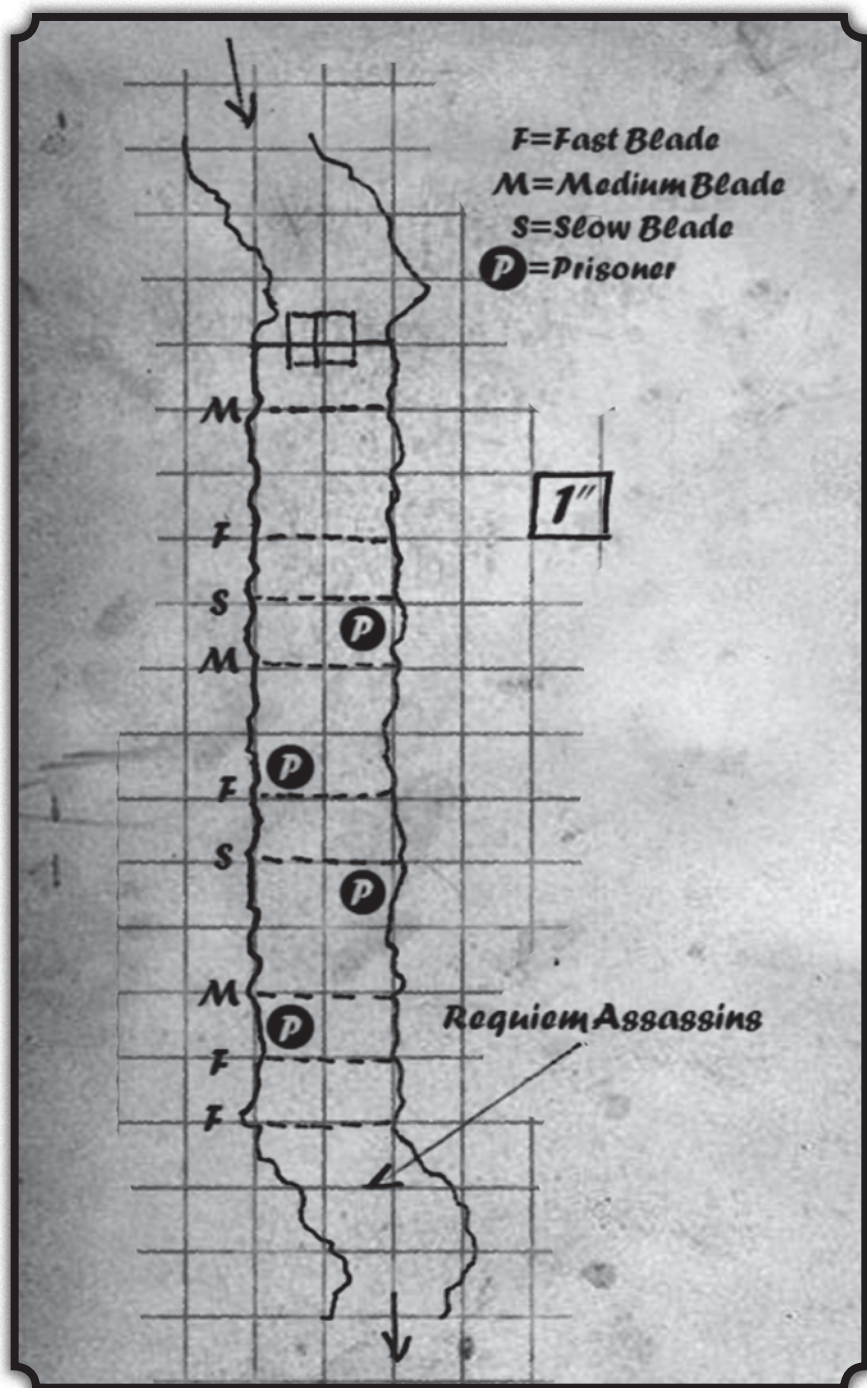 F=Fast Blade
M=Medium Blade
S=Slow Blade
P=Prisoner
M
1"
F
S
P
M
P
F
S
P
M
Requiem Assassins
P
F
F